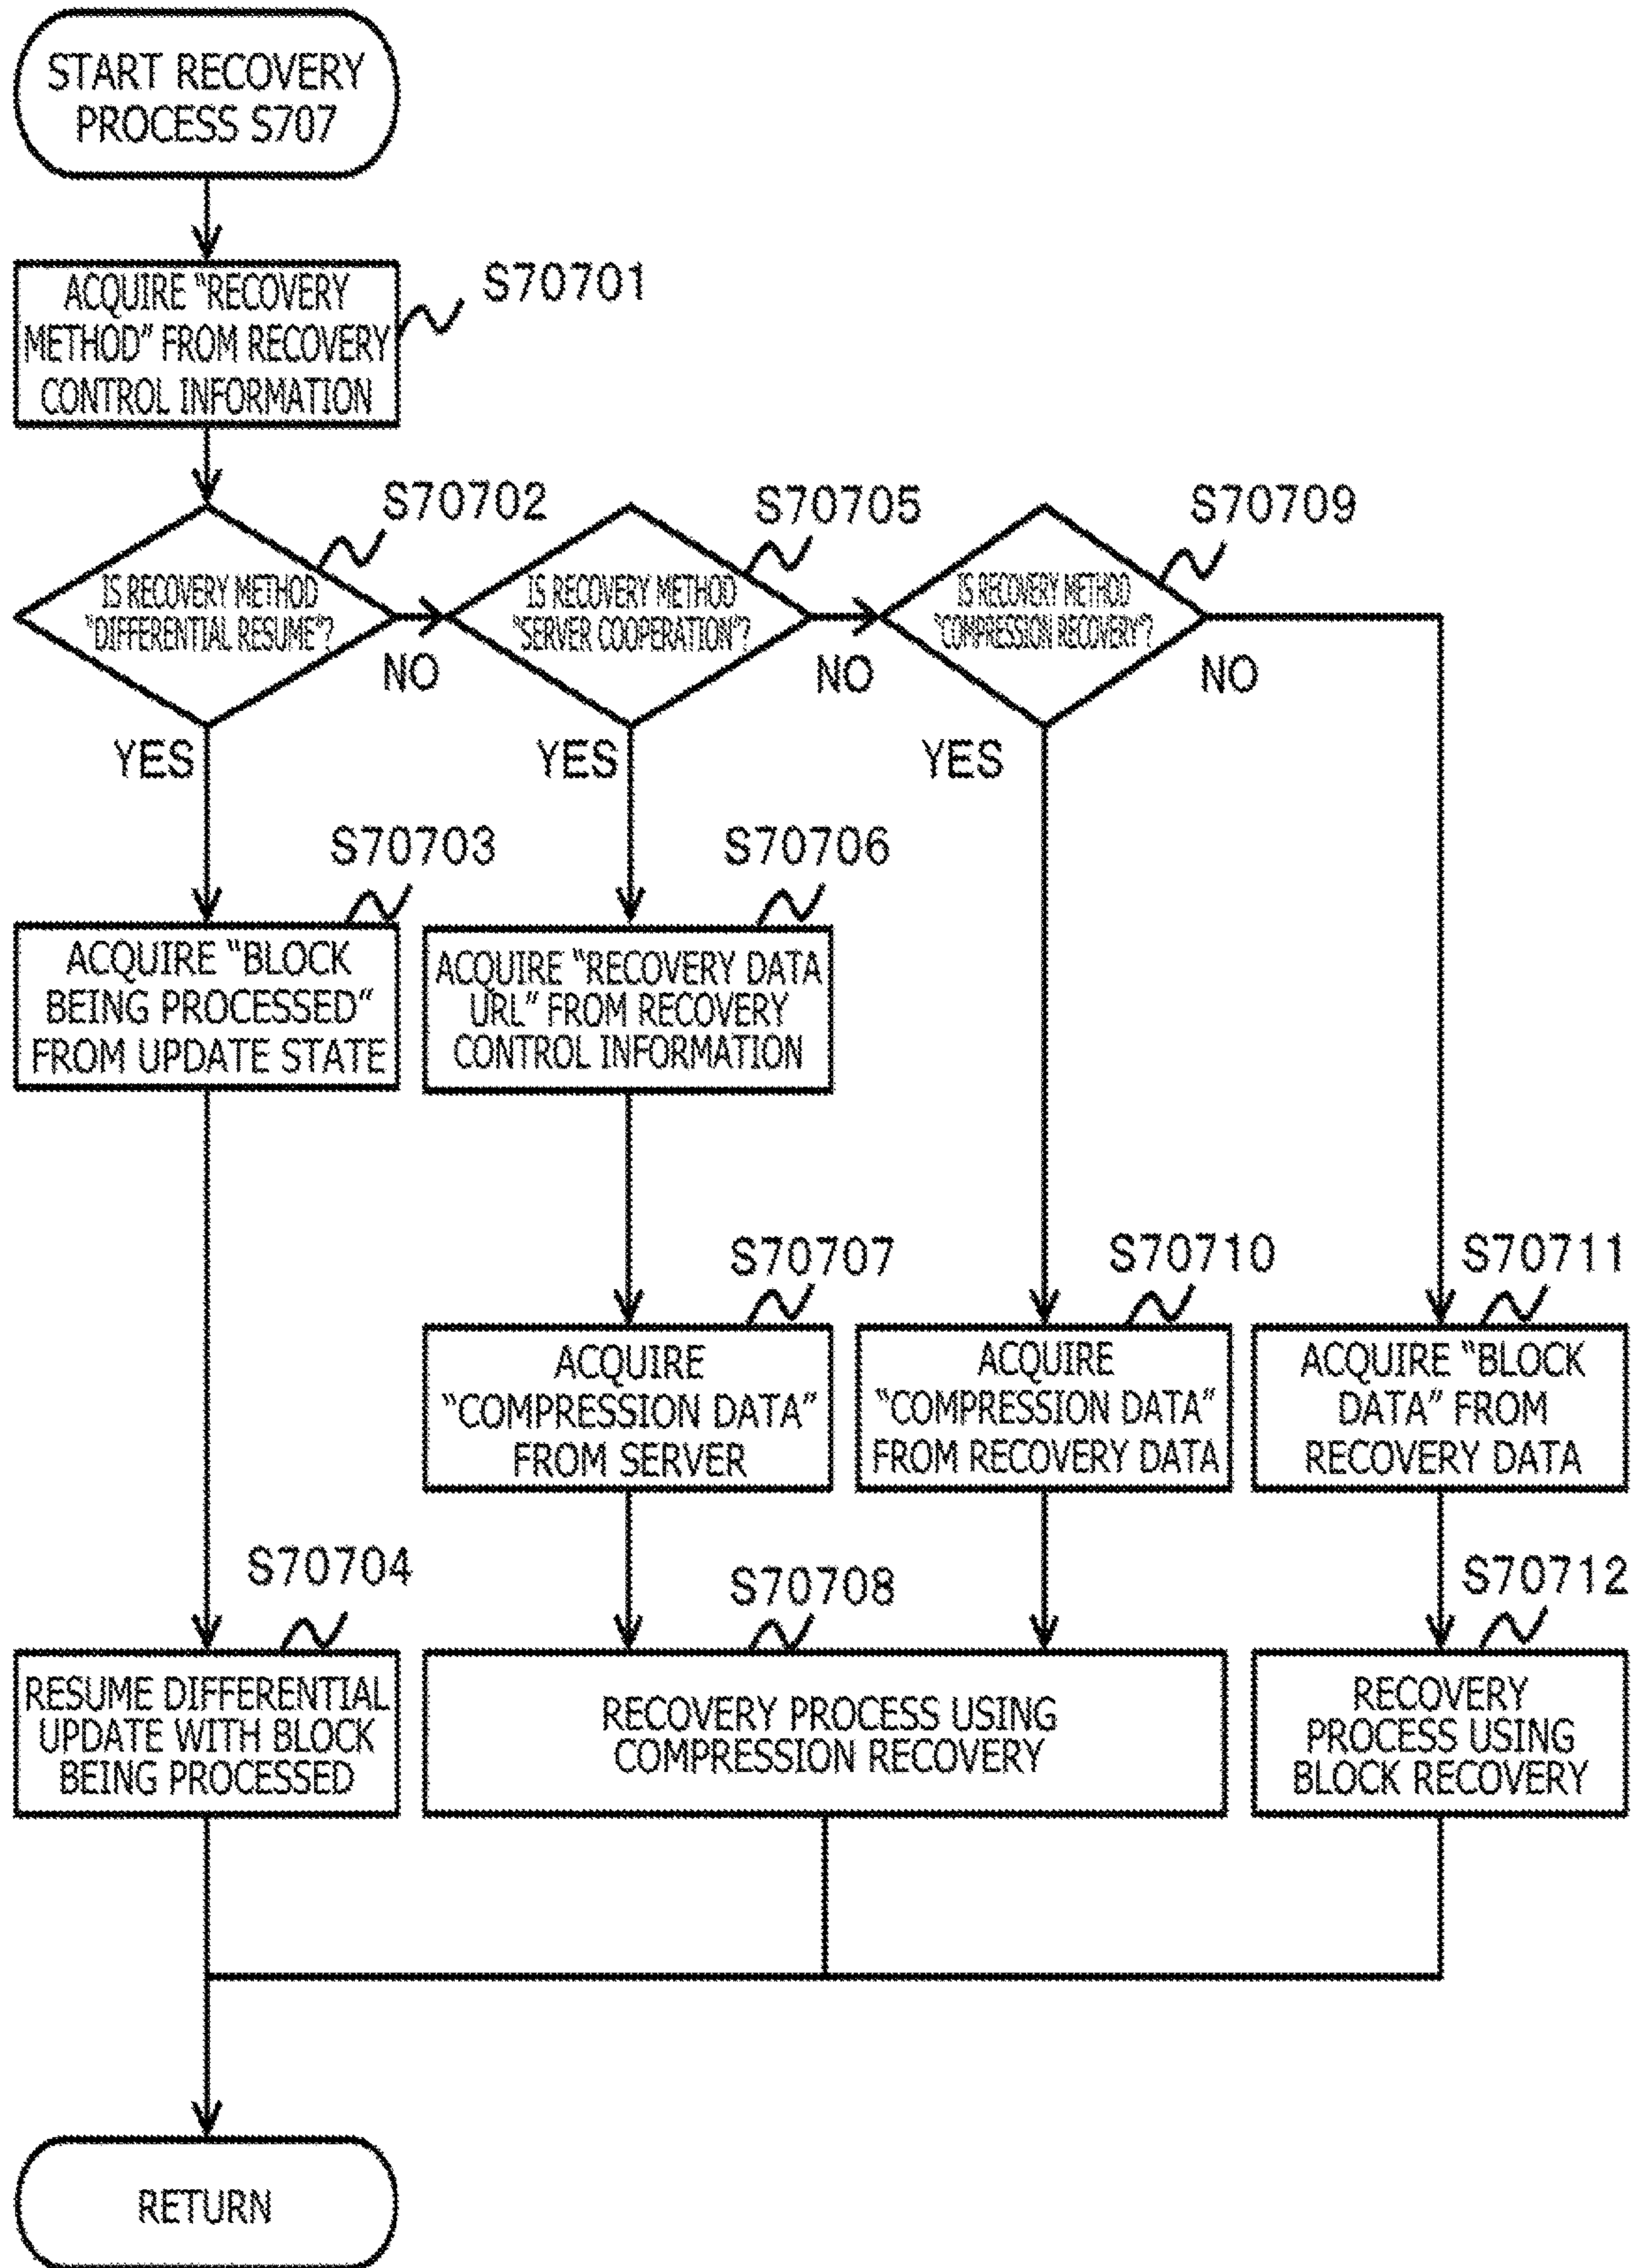 START RECOVERY
PROCESS S707
S70701
ACQUIRE “RECOVERY
METHOD” FROM RECOVERY
CONTROL INFORMATION
S70702
S70705
S70709
IS RECOVERY METHOD
“DIFFERENTIAL RESUME”?
IS RECOVERY METHOD
“SERVER COOPERATION”?
IS RECOVERY METHOD
“COMPRESSION RECOVERY”?
NO
NO
NO
YES
YES
YES
S70703
S70706
ACQUIRE “BLOCK
BEING PROCESSED”
FROM UPDATE STATE
ACQUIRE “RECOVERY DATA
URL” FROM RECOVERY
CONTROL INFORMATION
S70707
S70710
S70711
ACQUIRE
“COMPRESSION DATA”
FROM SERVER
ACQUIRE
“COMPRESSION DATA”
FROM RECOVERY DATA
ACQUIRE “BLOCK
DATA” FROM
RECOVERY DATA
S70704
S70708
S70712
RESUME DIFFERENTIAL
UPDATE WITH BLOCK
BEING PROCESSED
RECOVERY PROCESS USING
COMPRESSION RECOVERY
RECOVERY
PROCESS USING
BLOCK RECOVERY
RETURN